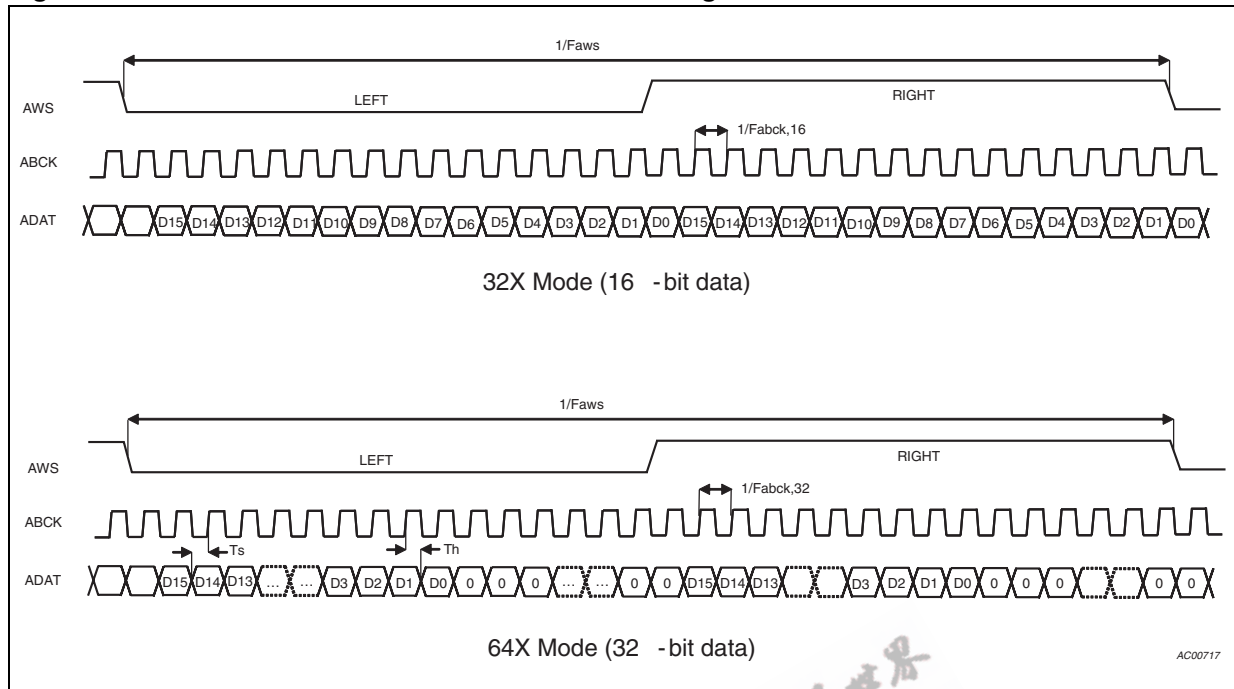 1/Faws
AWS
LEFT
RIGHT
1/Fabck,16
ABCK
ADAT
D15 D14 D13 D12 D11 D10 D9 D8 D7 D6 D5 D4 D3 D2 D1 D0 D15 D14 D13 D12 D11 D10 D9 D8 D7 D6 D5 D4 D3 D2 D1 D0
32X Mode (16 -bit data)
1/Faws
AWS
LEFT
RIGHT
1/Fabck,32
ABCK
Ts
Th
ADAT
D15 D14 D13 ... ... D3 D2 D1 D0 0 0 0 ... ... 0 0 D15 D14 D13 D3 D2 D1 D0 0 0 0 0 0
64X Mode (32 -bit data)
AC00717